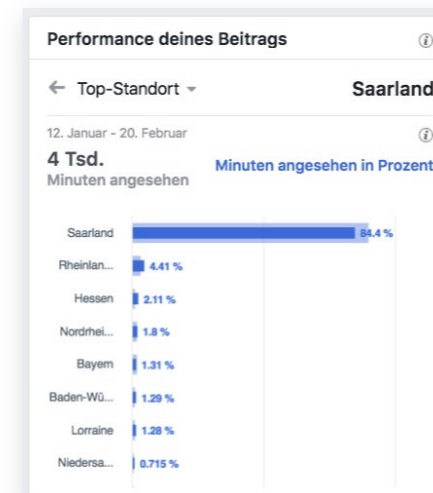 Performance deines Beitrags
Top-Standort
Saarland
12. Januar - 20. Februar
4 Tsd.
Minuten angesehen
Minuten angesehen in Prozent
Saarland 84.4 %
Rheinlan... 4.41 %
Hessen 2.11 %
Nordrhei... 1.8 %
Bayern 1.31 %
Baden-Wü... 1.29 %
Lorraine 1.28 %
Niedersa... 0.715 %